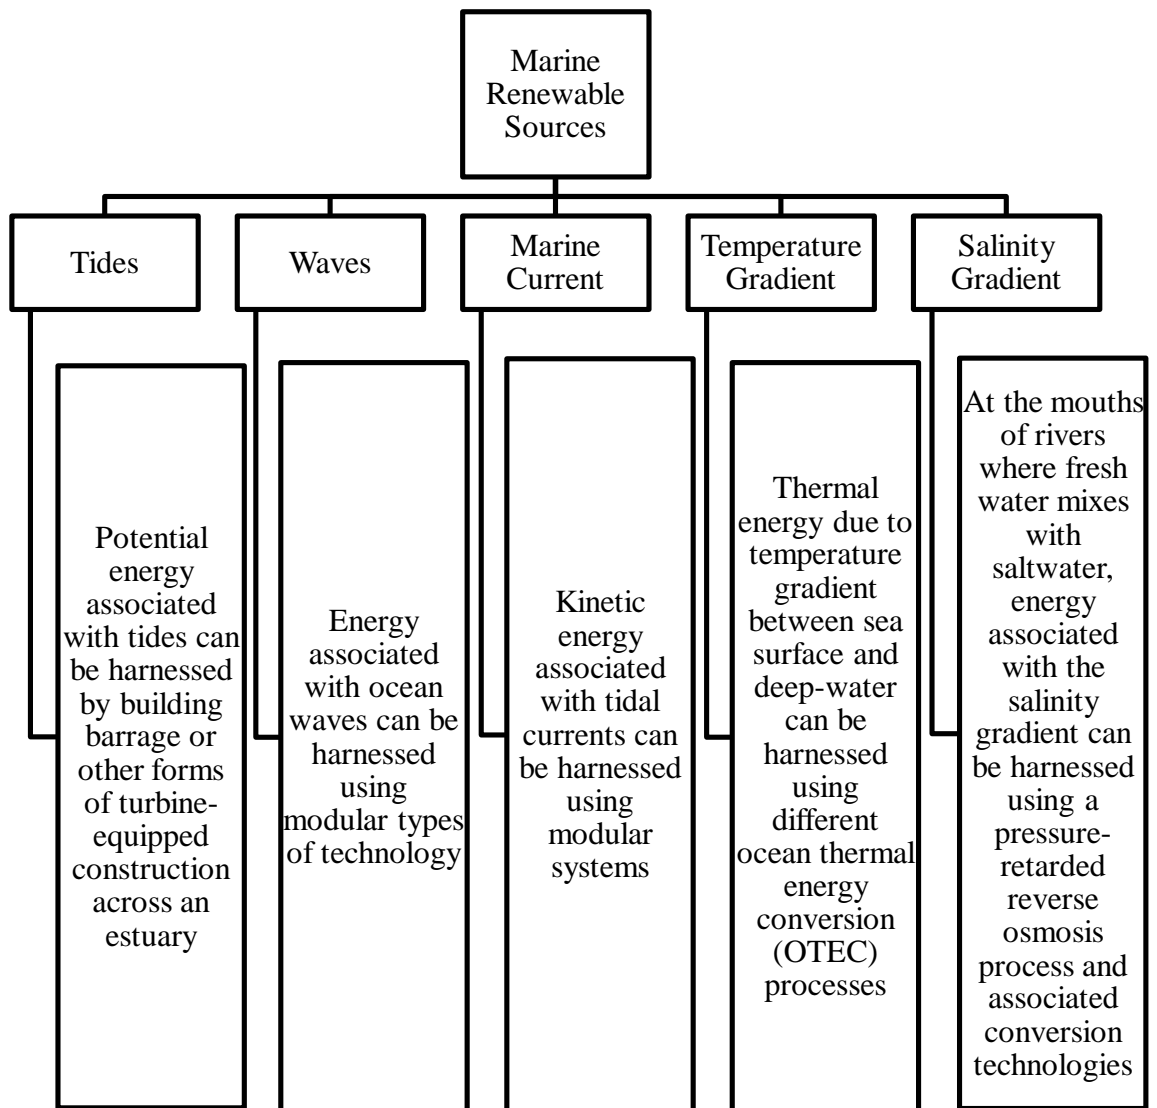 Marine
Renewable
Sources
Tides
Waves
Marine
Current
Temperature
Gradient
Salinity
Gradient
Potential
energy
associated
with tides can
be harnessed
by building
barrage or
other forms
of turbine-
equipped
construction
across an
estuary
Energy
associated
with ocean
waves can be
harnessed
using
modular types
of technology
Kinetic
energy
associated
with tidal
currents can
be harnessed
using
modular
systems
Thermal
energy due to
temperature
gradient
between sea
surface and
deep-water
can be
harnessed
using
different
ocean thermal
energy
conversion
(OTEC)
processes
At the mouths
of rivers
where fresh
water mixes
with
saltwater,
energy
associated
with the
salinity
gradient can
be harnessed
using a
pressure-
retarded
reverse
osmosis
process and
associated
conversion
technologies